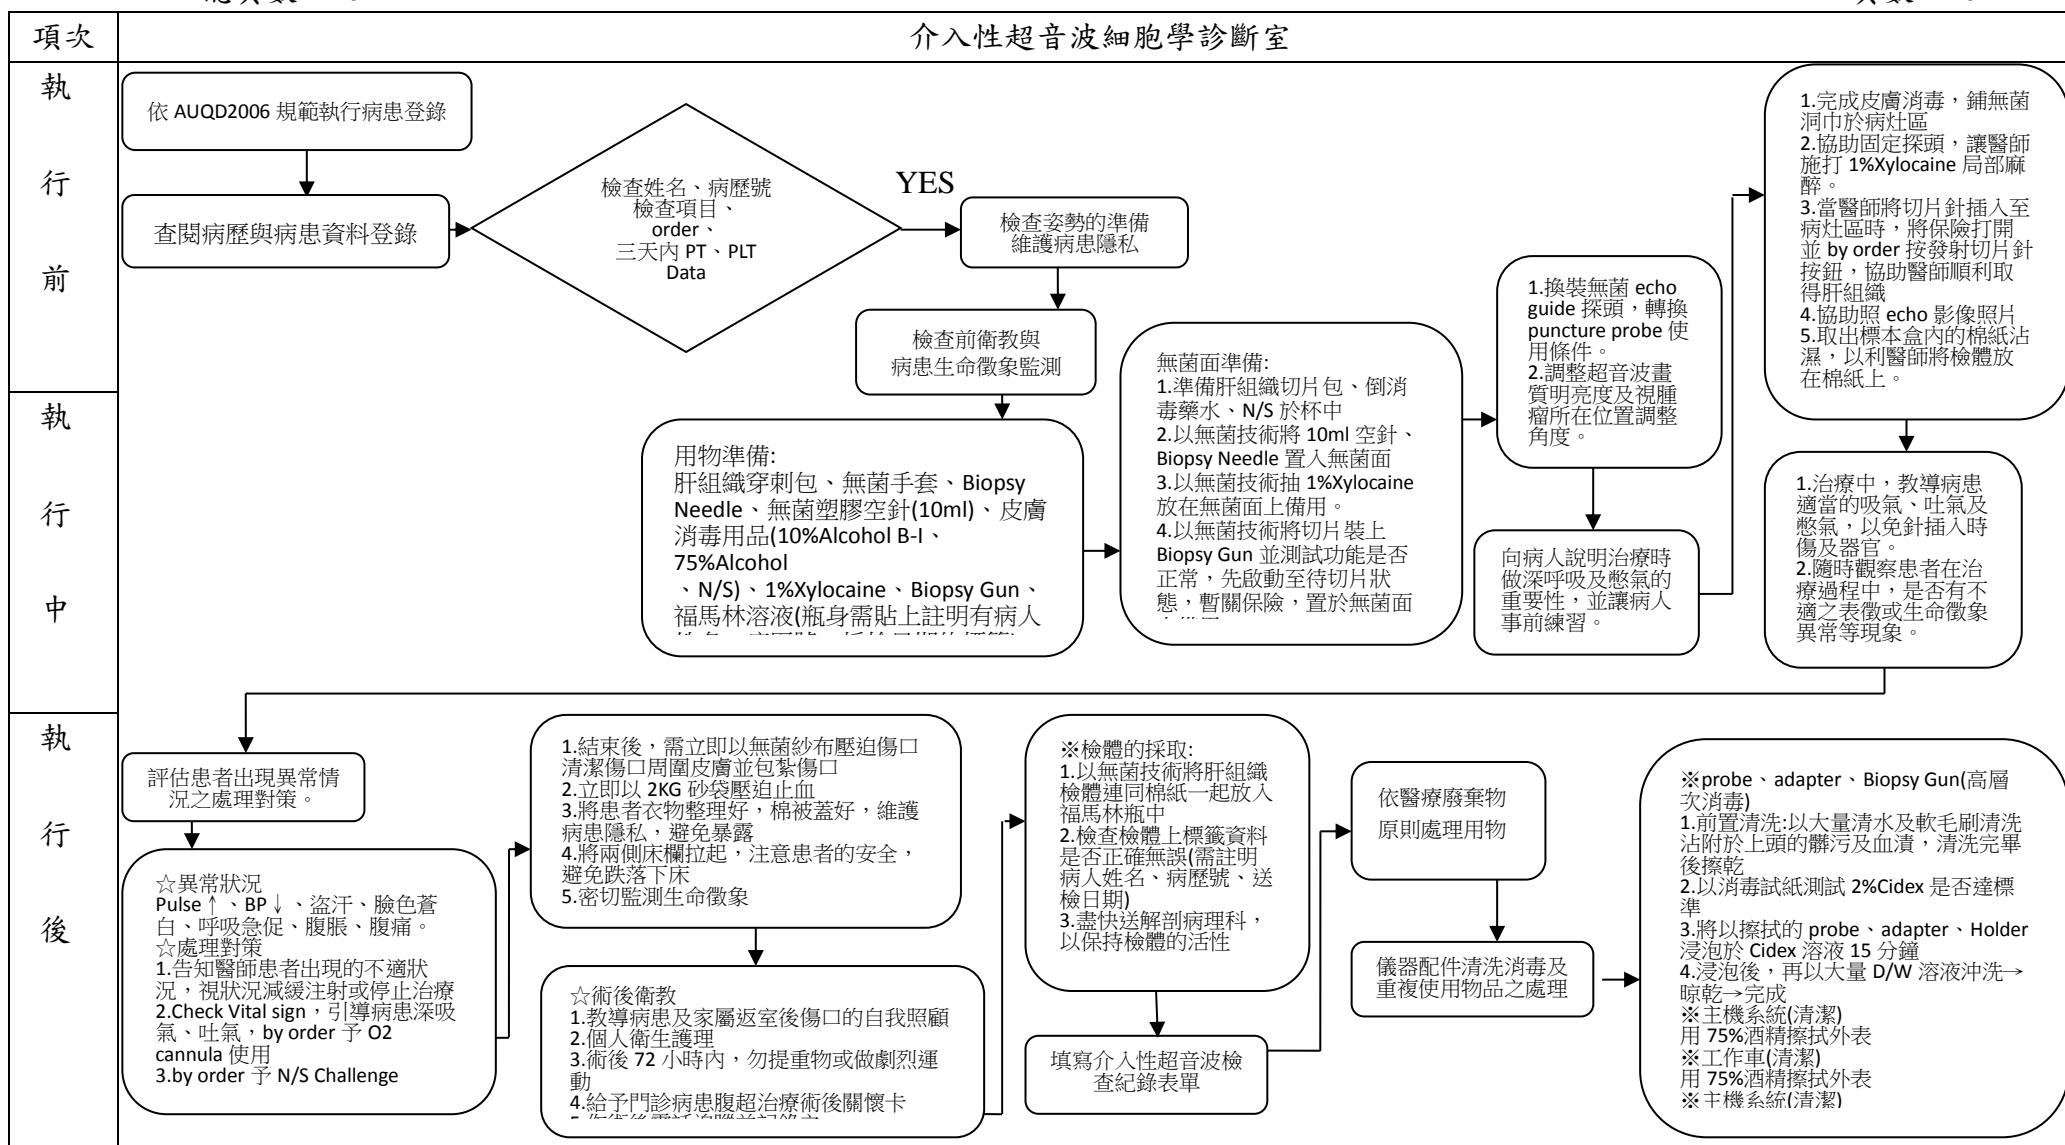 項次
介入性超音波細胞學診斷室
執
行
前
依 AUQD2006 規範執行病患登錄
查閱病歷與病患資料登錄
檢查姓名、病歷號
檢查項目、
order、
三天內 PT、PLT
Data
YES
檢查姿勢的準備
維護病患隱私
檢查前衛教與
病患生命徵象監測
執
行
中
用物準備:
肝組織穿刺包、無菌手套、Biopsy
Needle、無菌塑膠空針(10ml)、皮膚
消毒用品(10%Alcohol B-I、
75%Alcohol
、N/S)、1%Xylocaine、Biopsy Gun、
福馬林溶液(瓶身需貼上註明有病人
無菌面準備:
1.準備肝組織切片包、倒消
毒藥水、N/S 於杯中
2.以無菌技術將 10ml 空針、
Biopsy Needle 置入無菌面
3.以無菌技術抽 1%Xylocaine
放在無菌面上備用。
4.以無菌技術將切片裝上
Biopsy Gun 並測試功能是否
正常，先啟動至待切片狀
態，暫關保險，置於無菌面
1.換裝無菌 echo
guide 探頭，轉換
puncture probe 使
用條件。
2.調整超音波畫
質明亮度及視腫
瘤所在位置調整
角度。
向病人說明治療時
做深呼吸及憋氣的
重要性，並讓病人
事前練習。
1.完成皮膚消毒，鋪無菌
洞巾於病灶區
2.協助固定探頭，讓醫師
施打 1%Xylocaine 局部麻
醉。
3.當醫師將切片針插入至
病灶區時，將保險打開
並 by order 按發射切片針
按鈕，協助醫師順利取
得肝組織
4.協助照 echo 影像照片
5.取出標本盒內的棉紙沾
濕，以利醫師將檢體放
在棉紙上。
1.治療中，教導病患
適當的吸氣、吐氣及
憋氣，以免針插入時
傷及器官。
2.隨時觀察患者在治
療過程中，是否有不
適之表徵或生命徵象
異常等現象。
執
行
後
評估患者出現異常情
況之處理對策。
☆異常狀況
Pulse↑、BP↓、盜汗、臉色蒼
白、呼吸急促、腹脹、腹痛。
☆處理對策
1.告知醫師患者出現的不適狀
況，視狀況減緩注射或停止治療
2.Check Vital sign，引導病患深吸
氣、吐氣，by order 予 O2
cannula 使用
3.by order 予 N/S Challenge
1.結束後，需立即以無菌紗布壓迫傷口
清潔傷口周圍皮膚並包紮傷口
2.立即以 2KG 砂袋壓迫止血
3.將患者衣物整理好，棉被蓋好，維護
病患隱私，避免暴露
4.將兩側床欄拉起，注意患者的安全，
避免跌落下床
5.密切監測生命徵象
☆術後衛教
1.教導病患及家屬返室後傷口的自我照顧
2.個人衛生護理
3.術後 72 小時內，勿提重物或做劇烈運
動
4.給予門診病患腹超治療術後關懷卡
※檢體的採取:
1.以無菌技術將肝組織
檢體連同棉紙一起放入
福馬林瓶中
2.檢查檢體上標籤資料
是否正確無誤(需註明
病人姓名、病歷號、送
檢日期)
3.盡快送解剖病理科，
以保持檢體的活性
填寫介入性超音波檢
查紀錄表單
依醫療廢棄物
原則處理用物
儀器配件清洗消毒及
重複使用物品之處理
※probe、adapter、Biopsy Gun(高層
次消毒)
1.前置清洗:以大量清水及軟毛刷清洗
沾附於上頭的髒污及血漬，清洗完畢
後擦乾
2.以消毒試紙測試 2%Cidex 是否達標
準
3.將以擦拭的 probe、adapter、Holder
浸泡於 Cidex 溶液 15 分鐘
4.浸泡後，再以大量 D/W 溶液沖洗→
晾乾→完成
※主機系統(清潔)
用 75%酒精擦拭外表
※工作車(清潔)
用 75%酒精擦拭外表
※主機系統(清潔)